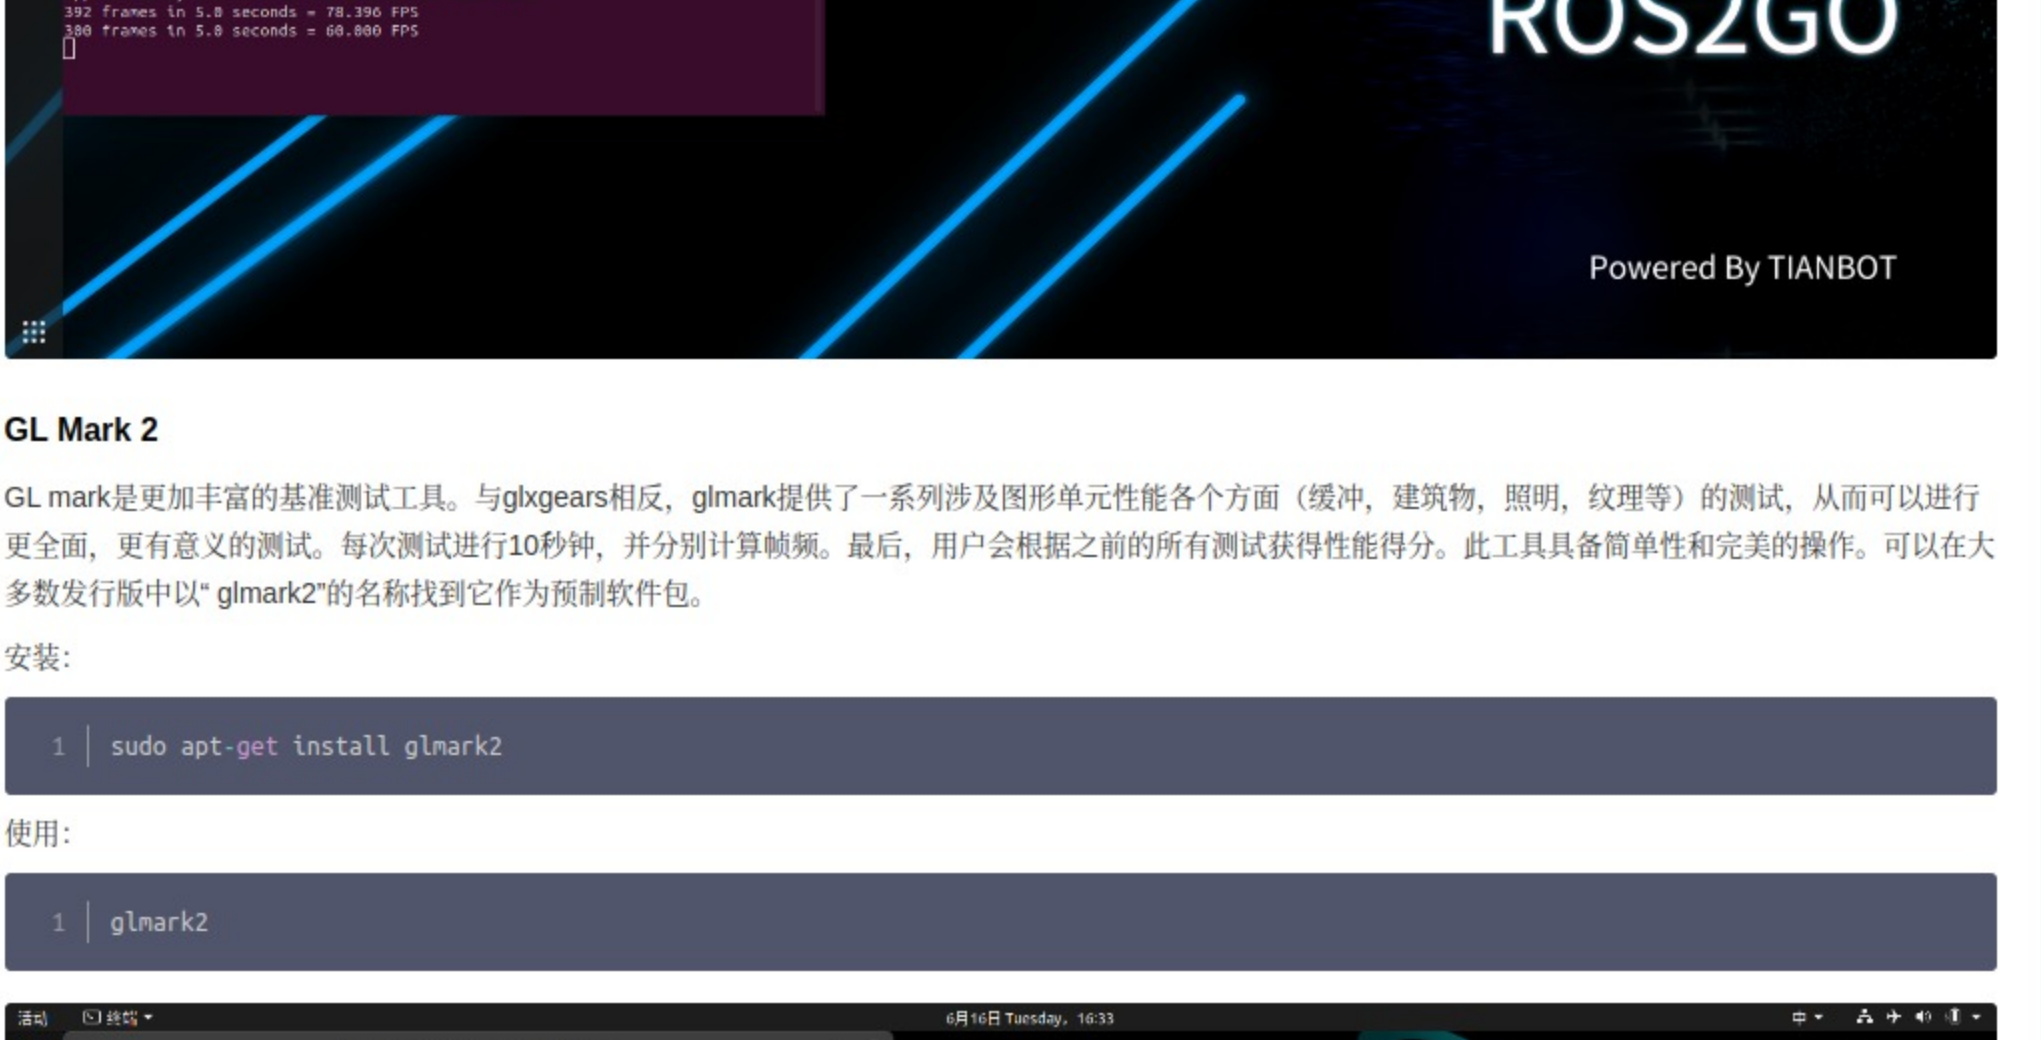 392 frames in 5.0 seconds = 78.396 FPS
300 frames in 5.0 seconds = 60.000 FPS
ROS2GO
Powered By TIANBOT
GL Mark 2
GL mark是更加丰富的基准测试工具。与glxgears相反，glmark提供了一系列涉及图形单元性能各个方面（缓冲，建筑物，照明，纹理等）的测试，从而可以进行
更全面，更有意义的测试。每次测试进行10秒钟，并分别计算帧频。最后，用户会根据之前的所有测试获得性能得分。此工具具备简单性和完美的操作。可以在大
多数发行版中以“ glmark2”的名称找到它作为预制软件包。
安装：
1 sudo apt-get install glmark2
使用：
1 glmark2
活动 终端 6月16日 Tuesday，16:33 中